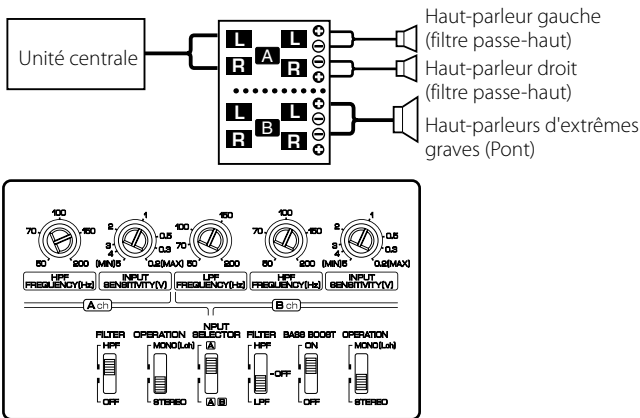 Unité centrale
L
R
A
L
R
L
R
B
L
R
Haut-parleur gauche
(filtre passe-haut)
Haut-parleur droit
(filtre passe-haut)
Haut-parleurs d'extrêmes
graves (Pont)
100
70 150
50 200
HPF
FREQUENCY(Hz)
1
2 0.5
3 0.3
4
(MIN)5 0.2(MAX)
INPUT
SENSITIVITY(V)
100 150
70
50 200
LPF
FREQUENCY(Hz)
100
70 150
50 200
HPF
FREQUENCY(Hz)
1
2 0.5
3 0.3
4
(MIN)5 0.2(MAX)
INPUT
SENSITIVITY(V)
A ch
B ch
FILTER
HPF
OFF
OPERATION
MONO(Lch)
STEREO
INPUT
SELECTOR
A
A B
FILTER
HPF
OFF
LPF
BASS BOOST
ON
OFF
OPERATION
MONO(Lch)
STEREO